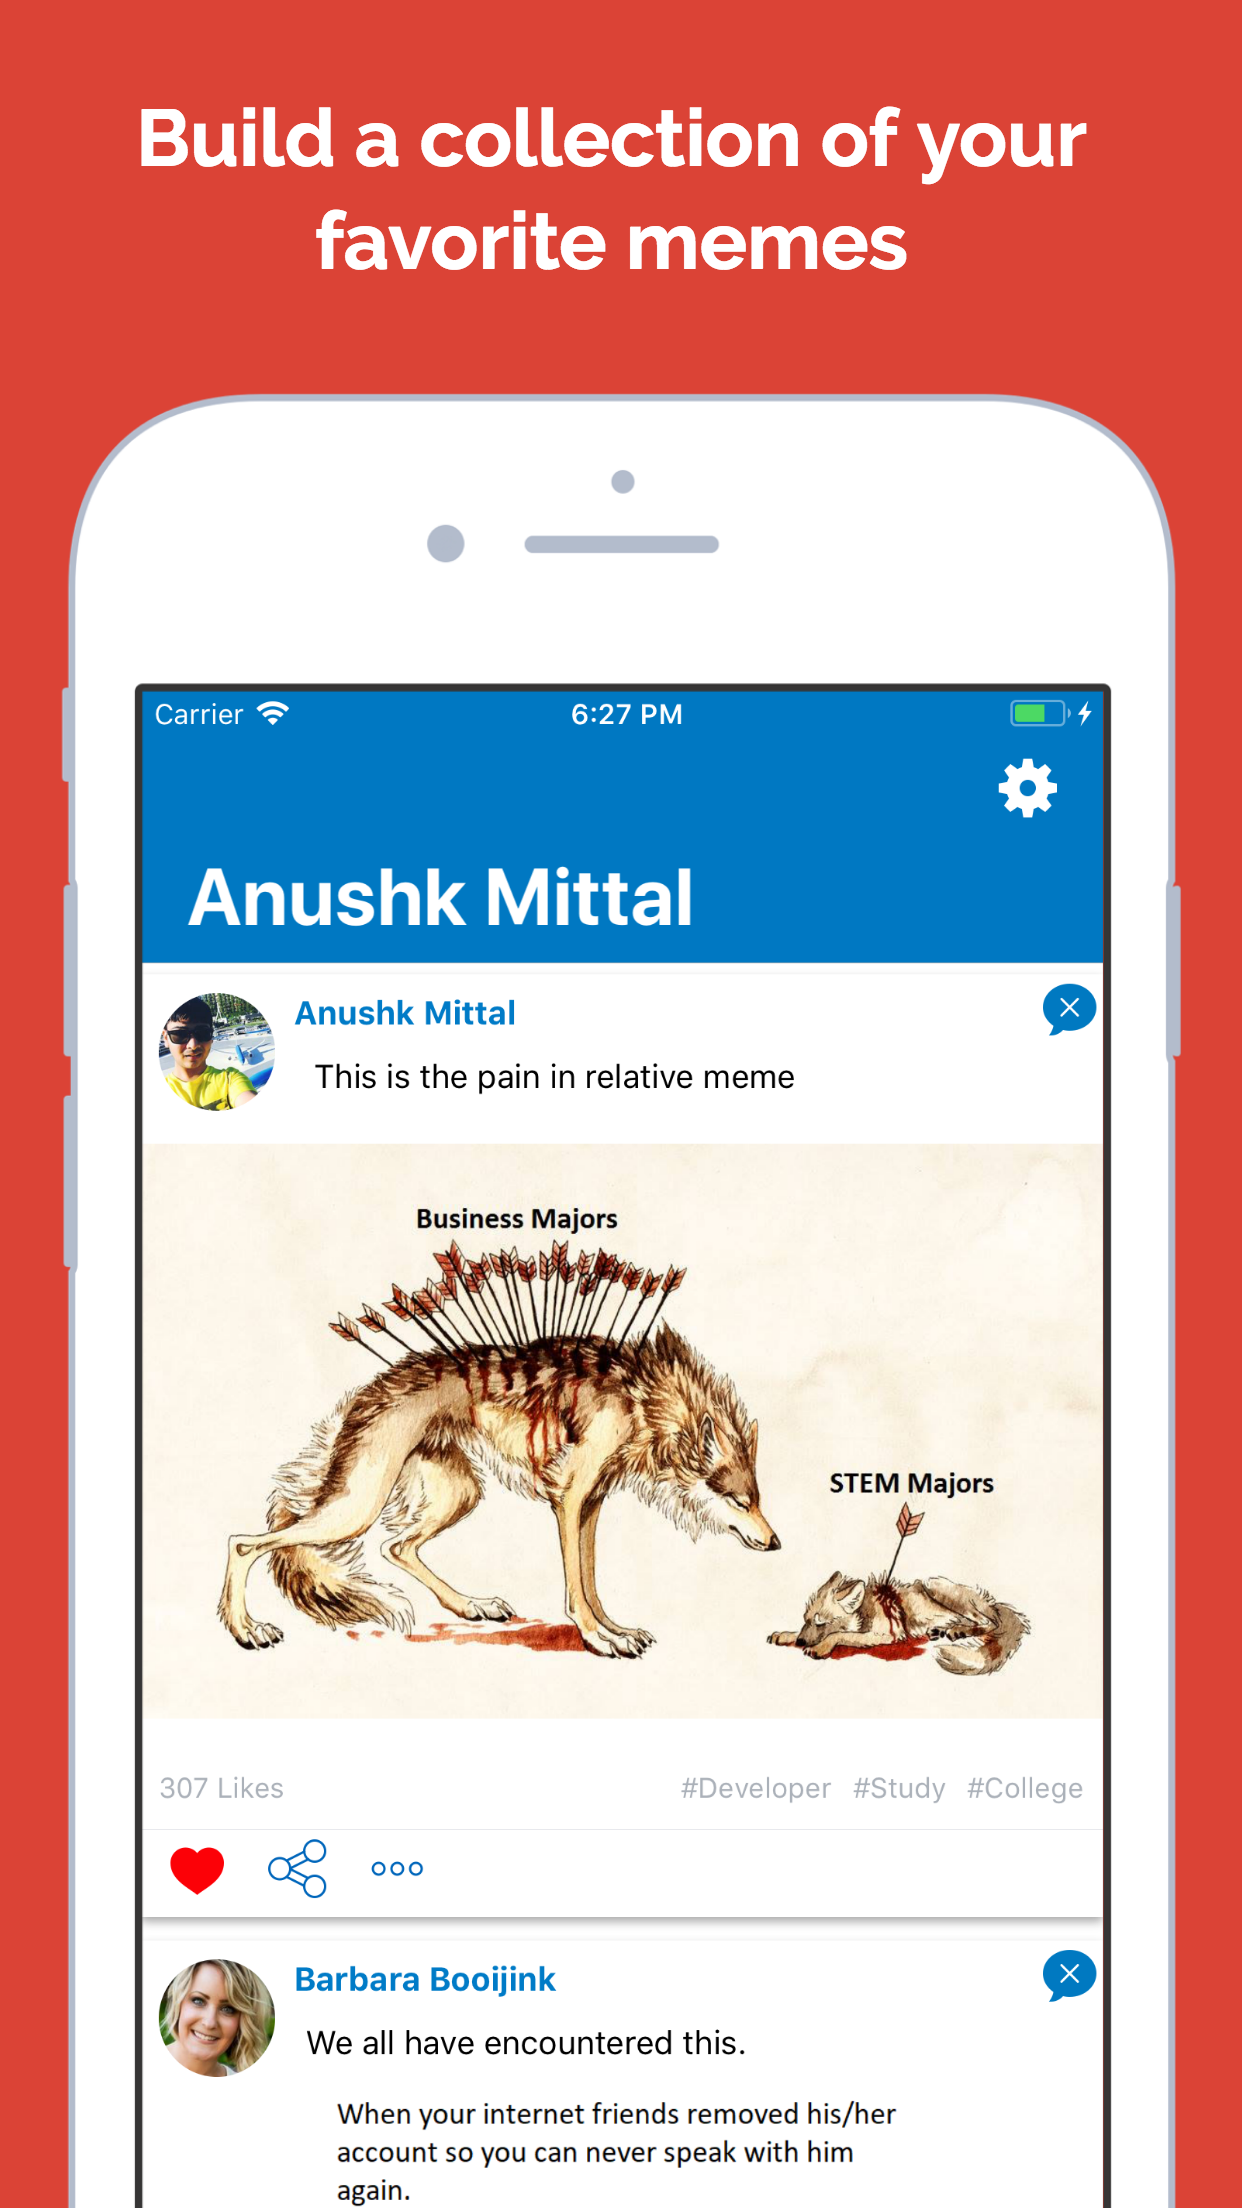 Build a collection of your
favorite memes
Carrier 6:27 PM
Anushk Mittal
Anushk Mittal
This is the pain in relative meme
Business Majors
STEM Majors
307 Likes #Developer #Study #College
Barbara Booijink
We all have encountered this.
When your internet friends removed his/her
account so you can never speak with him
again.